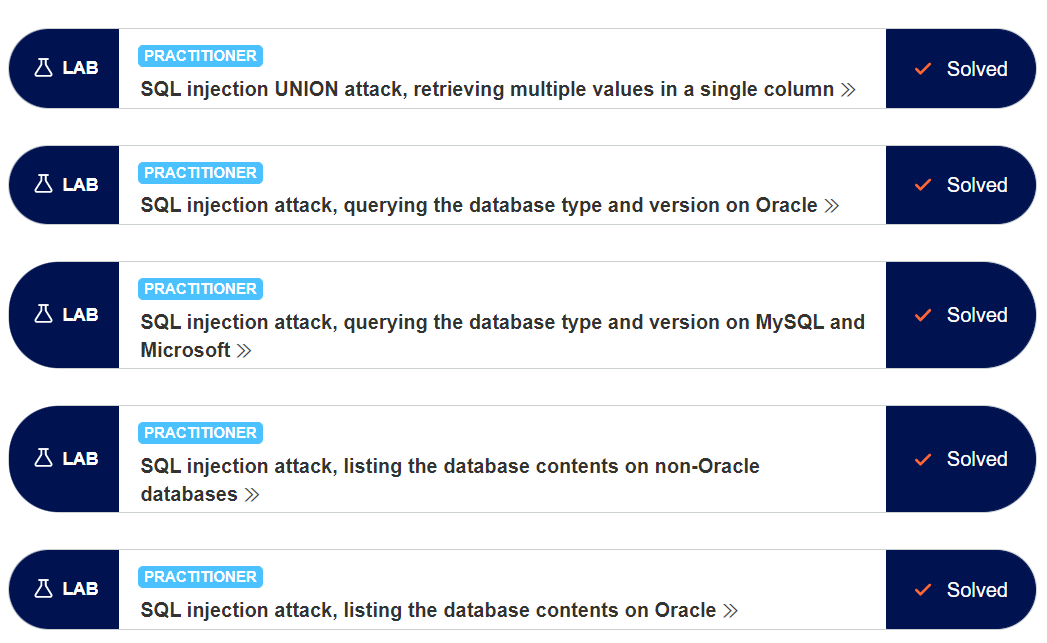 PRACTITIONER
LAB
SQL injection UNION attack, retrieving multiple values in a single column
Solved
PRACTITIONER
LAB
SQL injection attack, querying the database type and version on Oracle
Solved
PRACTITIONER
LAB
SQL injection attack, querying the database type and version on MySQL and
Microsoft
Solved
PRACTITIONER
LAB
SQL injection attack, listing the database contents on non-Oracle
databases
Solved
PRACTITIONER
LAB
SQL injection attack, listing the database contents on Oracle
Solved